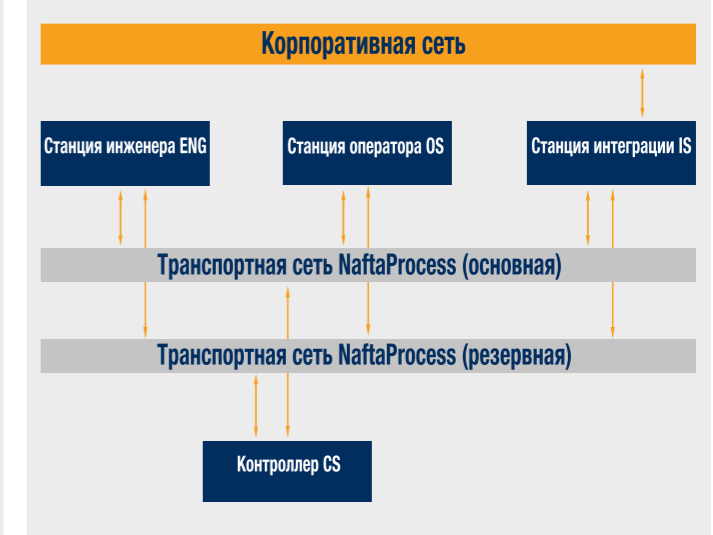 Корпоративная сеть
Станция инженера ENG
Станция оператора OS
Станция интеграции IS
Транспортная сеть NaftaProcess (основная)
Транспортная сеть NaftaProcess (резервная)
Контроллер CS